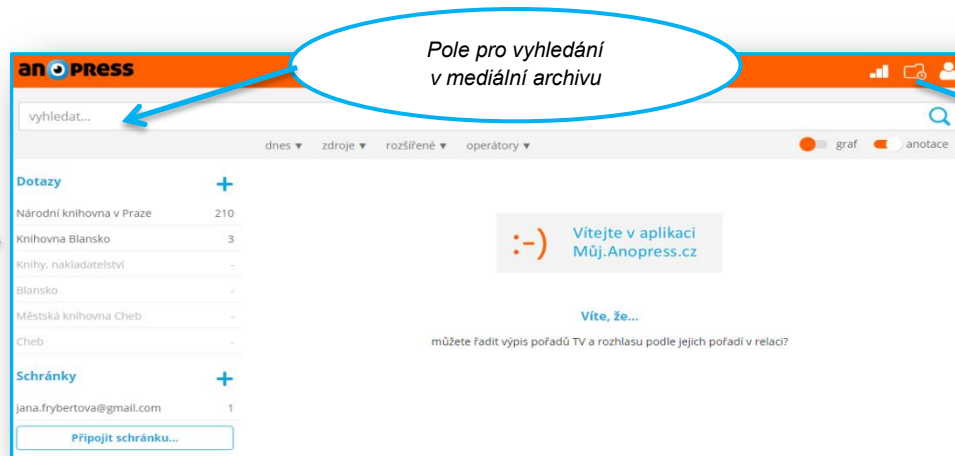 Pole pro vyhledání
v mediální archivu
anopress
vyhledat...
dnes ▼ zdroje ▼ rozšířené ▼ operátory ▼ graf anotace
Dotazy +
Národní knihovna v Praze 210
Knihovna Blansko 3
Knihy, nakladatelství -
Blansko -
Městská knihovna Cheb -
Cheb -
Schránky +
jana.frybertova@gmail.com 1
Připojit schránku...
:-) Vítejte v aplikaci
Můj.Anopress.cz
Víte, že...
můžete řadit výpis pořadů TV a rozhlasu podle jejich pořadí v relaci?